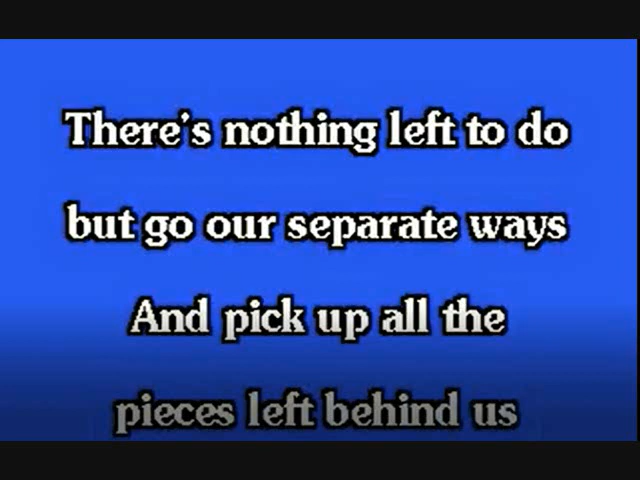 There's nothing left to do
but go our separate ways
And pick up all the
pieces left behind us